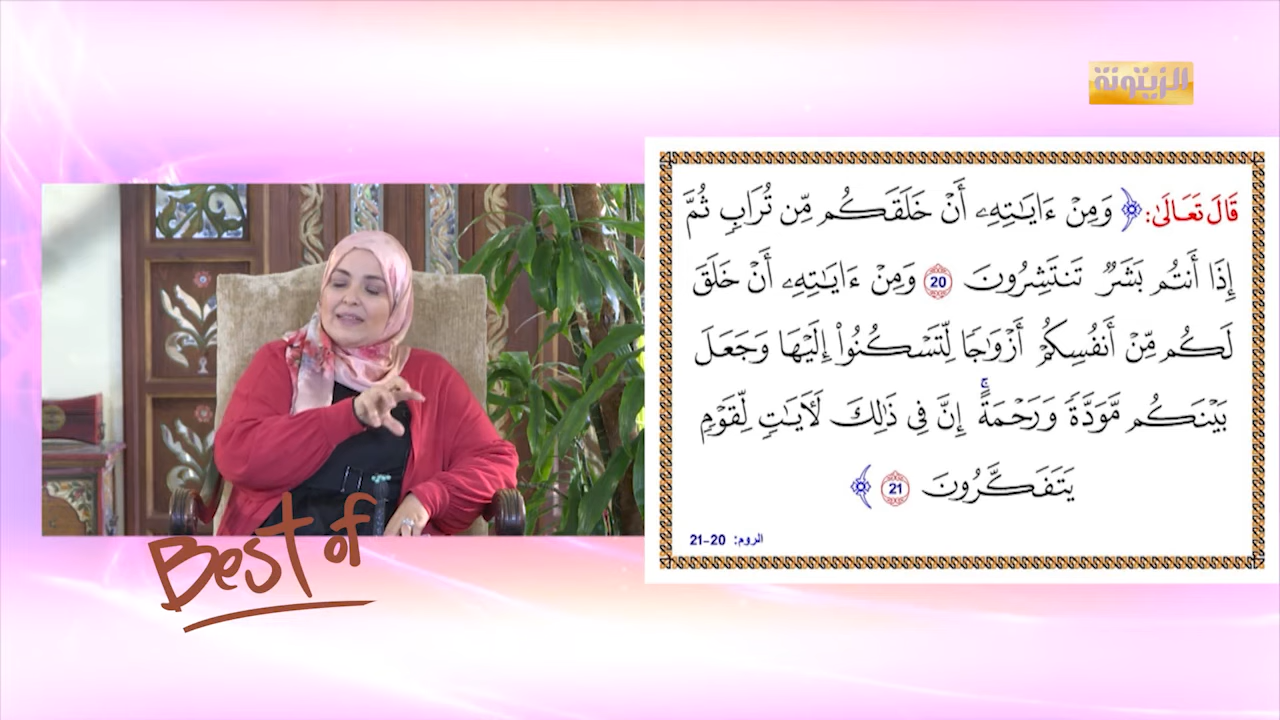 الزيتونة
قَالَ تَعَالَىٰ: ﴿ وَمِنْ ءَايَـٰتِهِۦ أَنْ خَلَقَكُم مِّن تُرَابٍ ثُمَّ
إِذَا أَنتُم بَشَرٌ تَنتَشِرُونَ 20 وَمِنْ ءَايَـٰتِهِۦ أَنْ خَلَقَ
لَكُم مِّنْ أَنفُسِكُمْ أَزْوَٰجًا لِّتَسْكُنُوا۟ إِلَيْهَا وَجَعَلَ
بَيْنَكُم مَّوَدَّةً وَرَحْمَةً ۚ إِنَّ فِى ذَٰلِكَ لَـَٔايَـٰتٍ لِّقَوْمٍ
يَتَفَكَّرُونَ 21 ﴾
الروم: 20-21
Best of